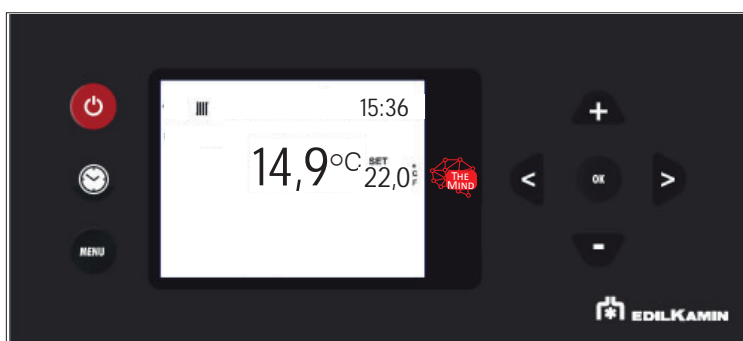 15:36
14,9°C
SET
22,0
°C
°F
THE
MIND
<
OK
>
+
-
MENU
EDILKAMIN